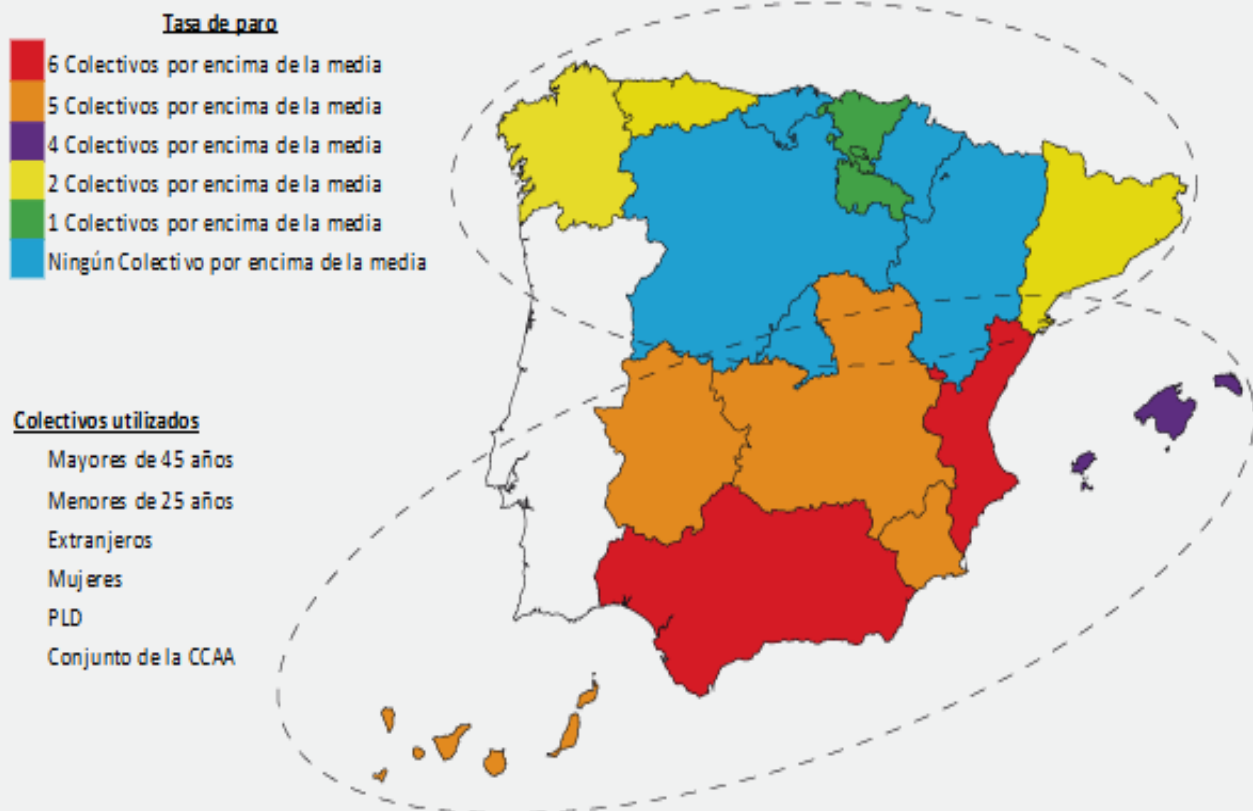 Tasa de paro
6 Colectivos por encima de la media
5 Colectivos por encima de la media
4 Colectivos por encima de la media
2 Colectivos por encima de la media
1 Colectivos por encima de la media
Ningún Colectivo por encima de la media
Colectivos utilizados
Mayores de 45 años
Menores de 25 años
Extranjeros
Mujeres
PLD
Conjunto de la CCAA